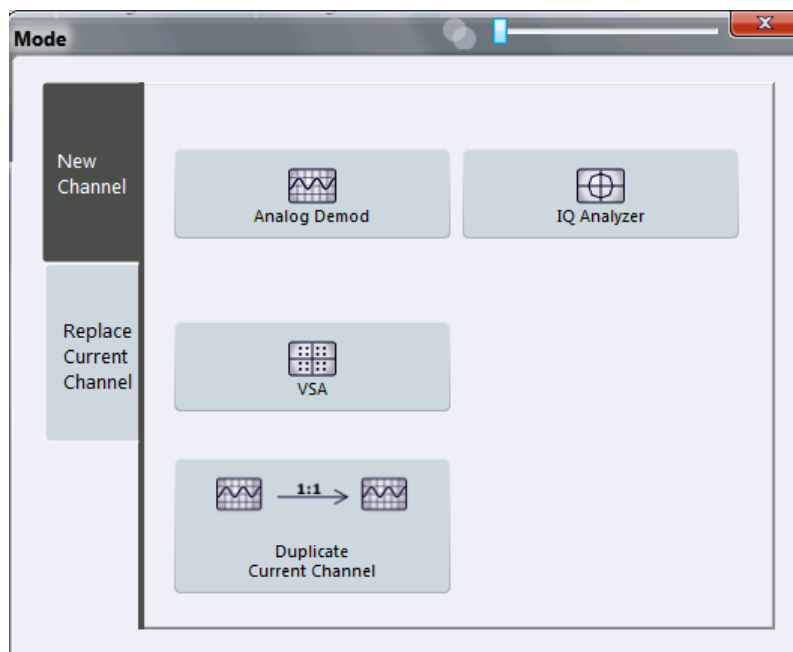 Mode
New
Channel
Analog Demod
IQ Analyzer
Replace
Current
Channel
VSA
1:1
Duplicate
Current Channel